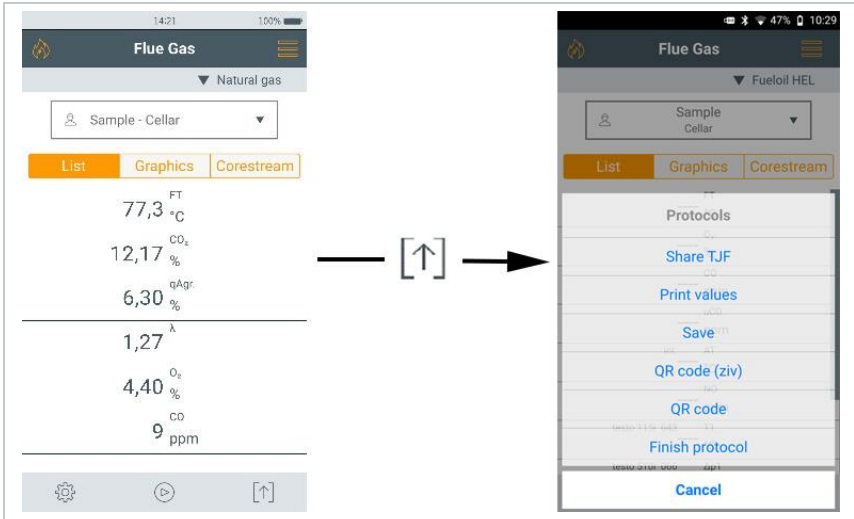 14:21 100%
Flue Gas
Natural gas
Sample - Cellar
List Graphics Corestream
77,3 FT °C
12,17 CO₂ %
6,30 qAgr. %
1,27 λ
4,40 O₂ %
9 CO ppm
[↑]
47% 10:29
Flue Gas
Fueloil HEL
Sample
Cellar
List Graphics Corestream
FT
Protocols
Share TJF
Print values
Save
QR code (ziv)
QR code
Finish protocol
Cancel